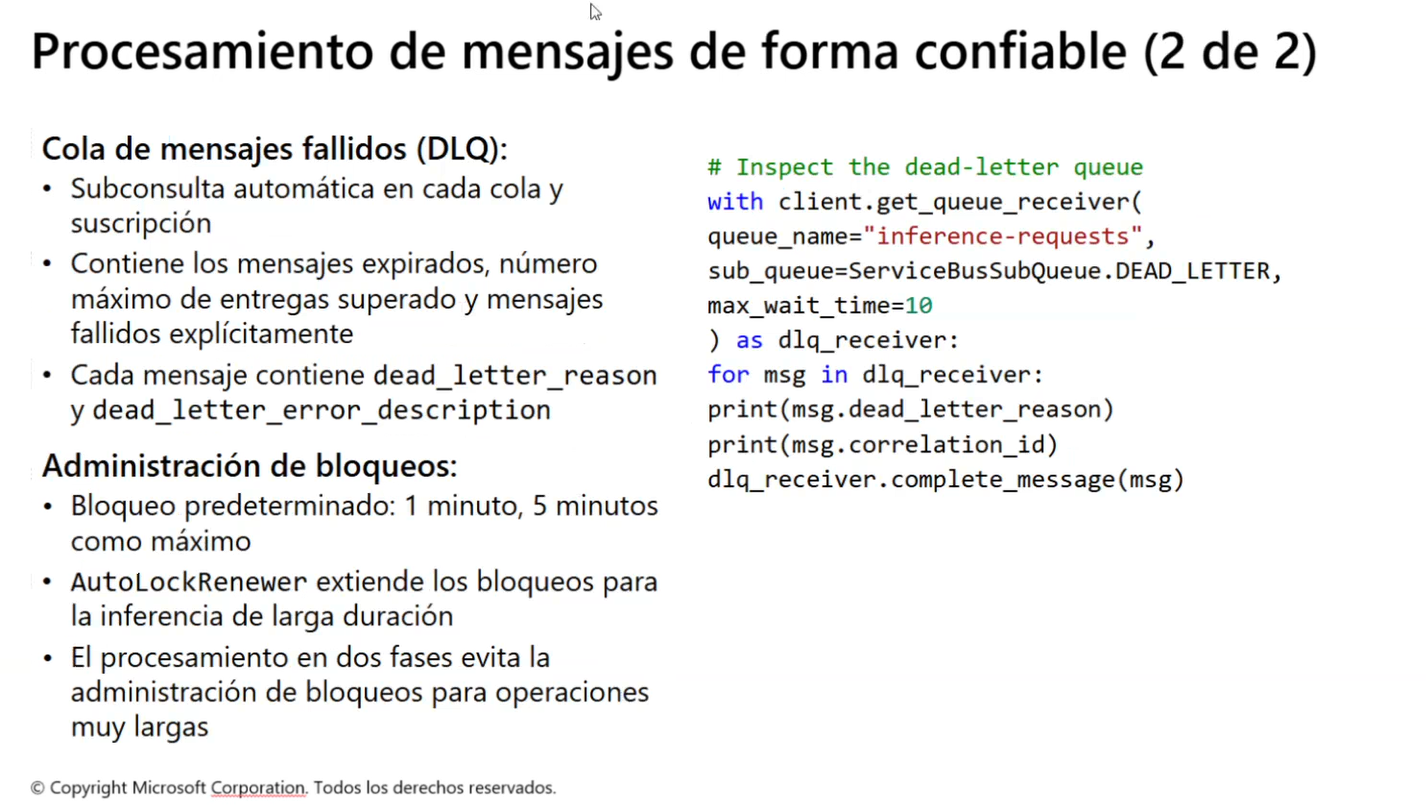 Procesamiento de mensajes de forma confiable (2 de 2)
Cola de mensajes fallidos (DLQ):
• Subconsulta automática en cada cola y
suscripción
• Contiene los mensajes expirados, número
máximo de entregas superado y mensajes
fallidos explícitamente
• Cada mensaje contiene dead_letter_reason
y dead_letter_error_description
Administración de bloqueos:
• Bloqueo predeterminado: 1 minuto, 5 minutos
como máximo
• AutoLockRenewer extiende los bloqueos para
la inferencia de larga duración
• El procesamiento en dos fases evita la
administración de bloqueos para operaciones
muy largas
# Inspect the dead-letter queue
with client.get_queue_receiver(
queue_name="inference-requests",
sub_queue=ServiceBusSubQueue.DEAD_LETTER,
max_wait_time=10
) as dlq_receiver:
for msg in dlq_receiver:
print(msg.dead_letter_reason)
print(msg.correlation_id)
dlq_receiver.complete_message(msg)
© Copyright Microsoft Corporation. Todos los derechos reservados.